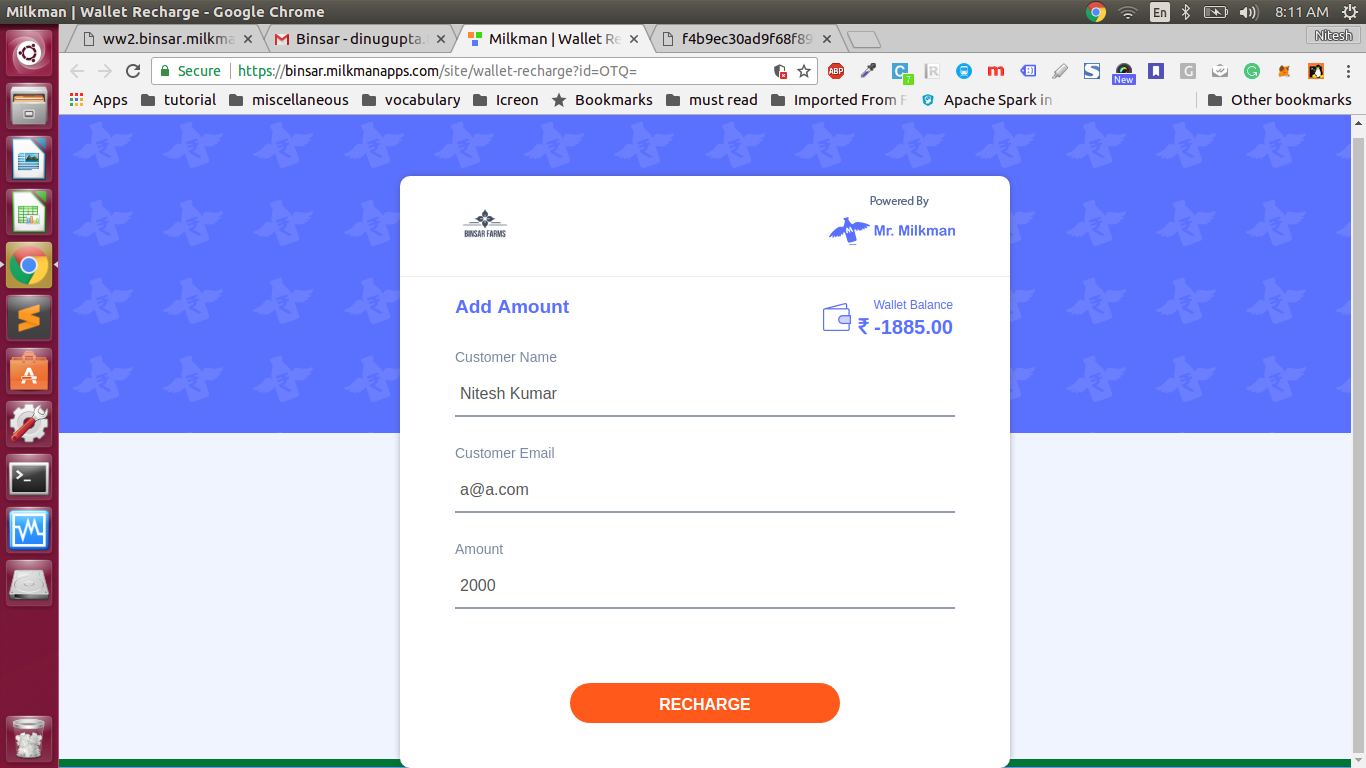 Milkman | Wallet Recharge - Google Chrome
En
8:11 AM
ww2.binsar.milkma
Binsar - dinugupta.
Milkman | Wallet Re
f4b9ec30ad9f68f89
Nitesh
Secure
https://binsar.milkmanapps.com/site/wallet-recharge?id=OTQ=
ABP
New
Apps
tutorial
miscellaneous
vocabulary
Icreon
Bookmarks
must read
Imported From F
Apache Spark in
Other bookmarks
BINSAR FARMS
Powered By
Mr. Milkman
Add Amount
Wallet Balance
₹ -1885.00
Customer Name
Nitesh Kumar
Customer Email
a@a.com
Amount
2000
RECHARGE